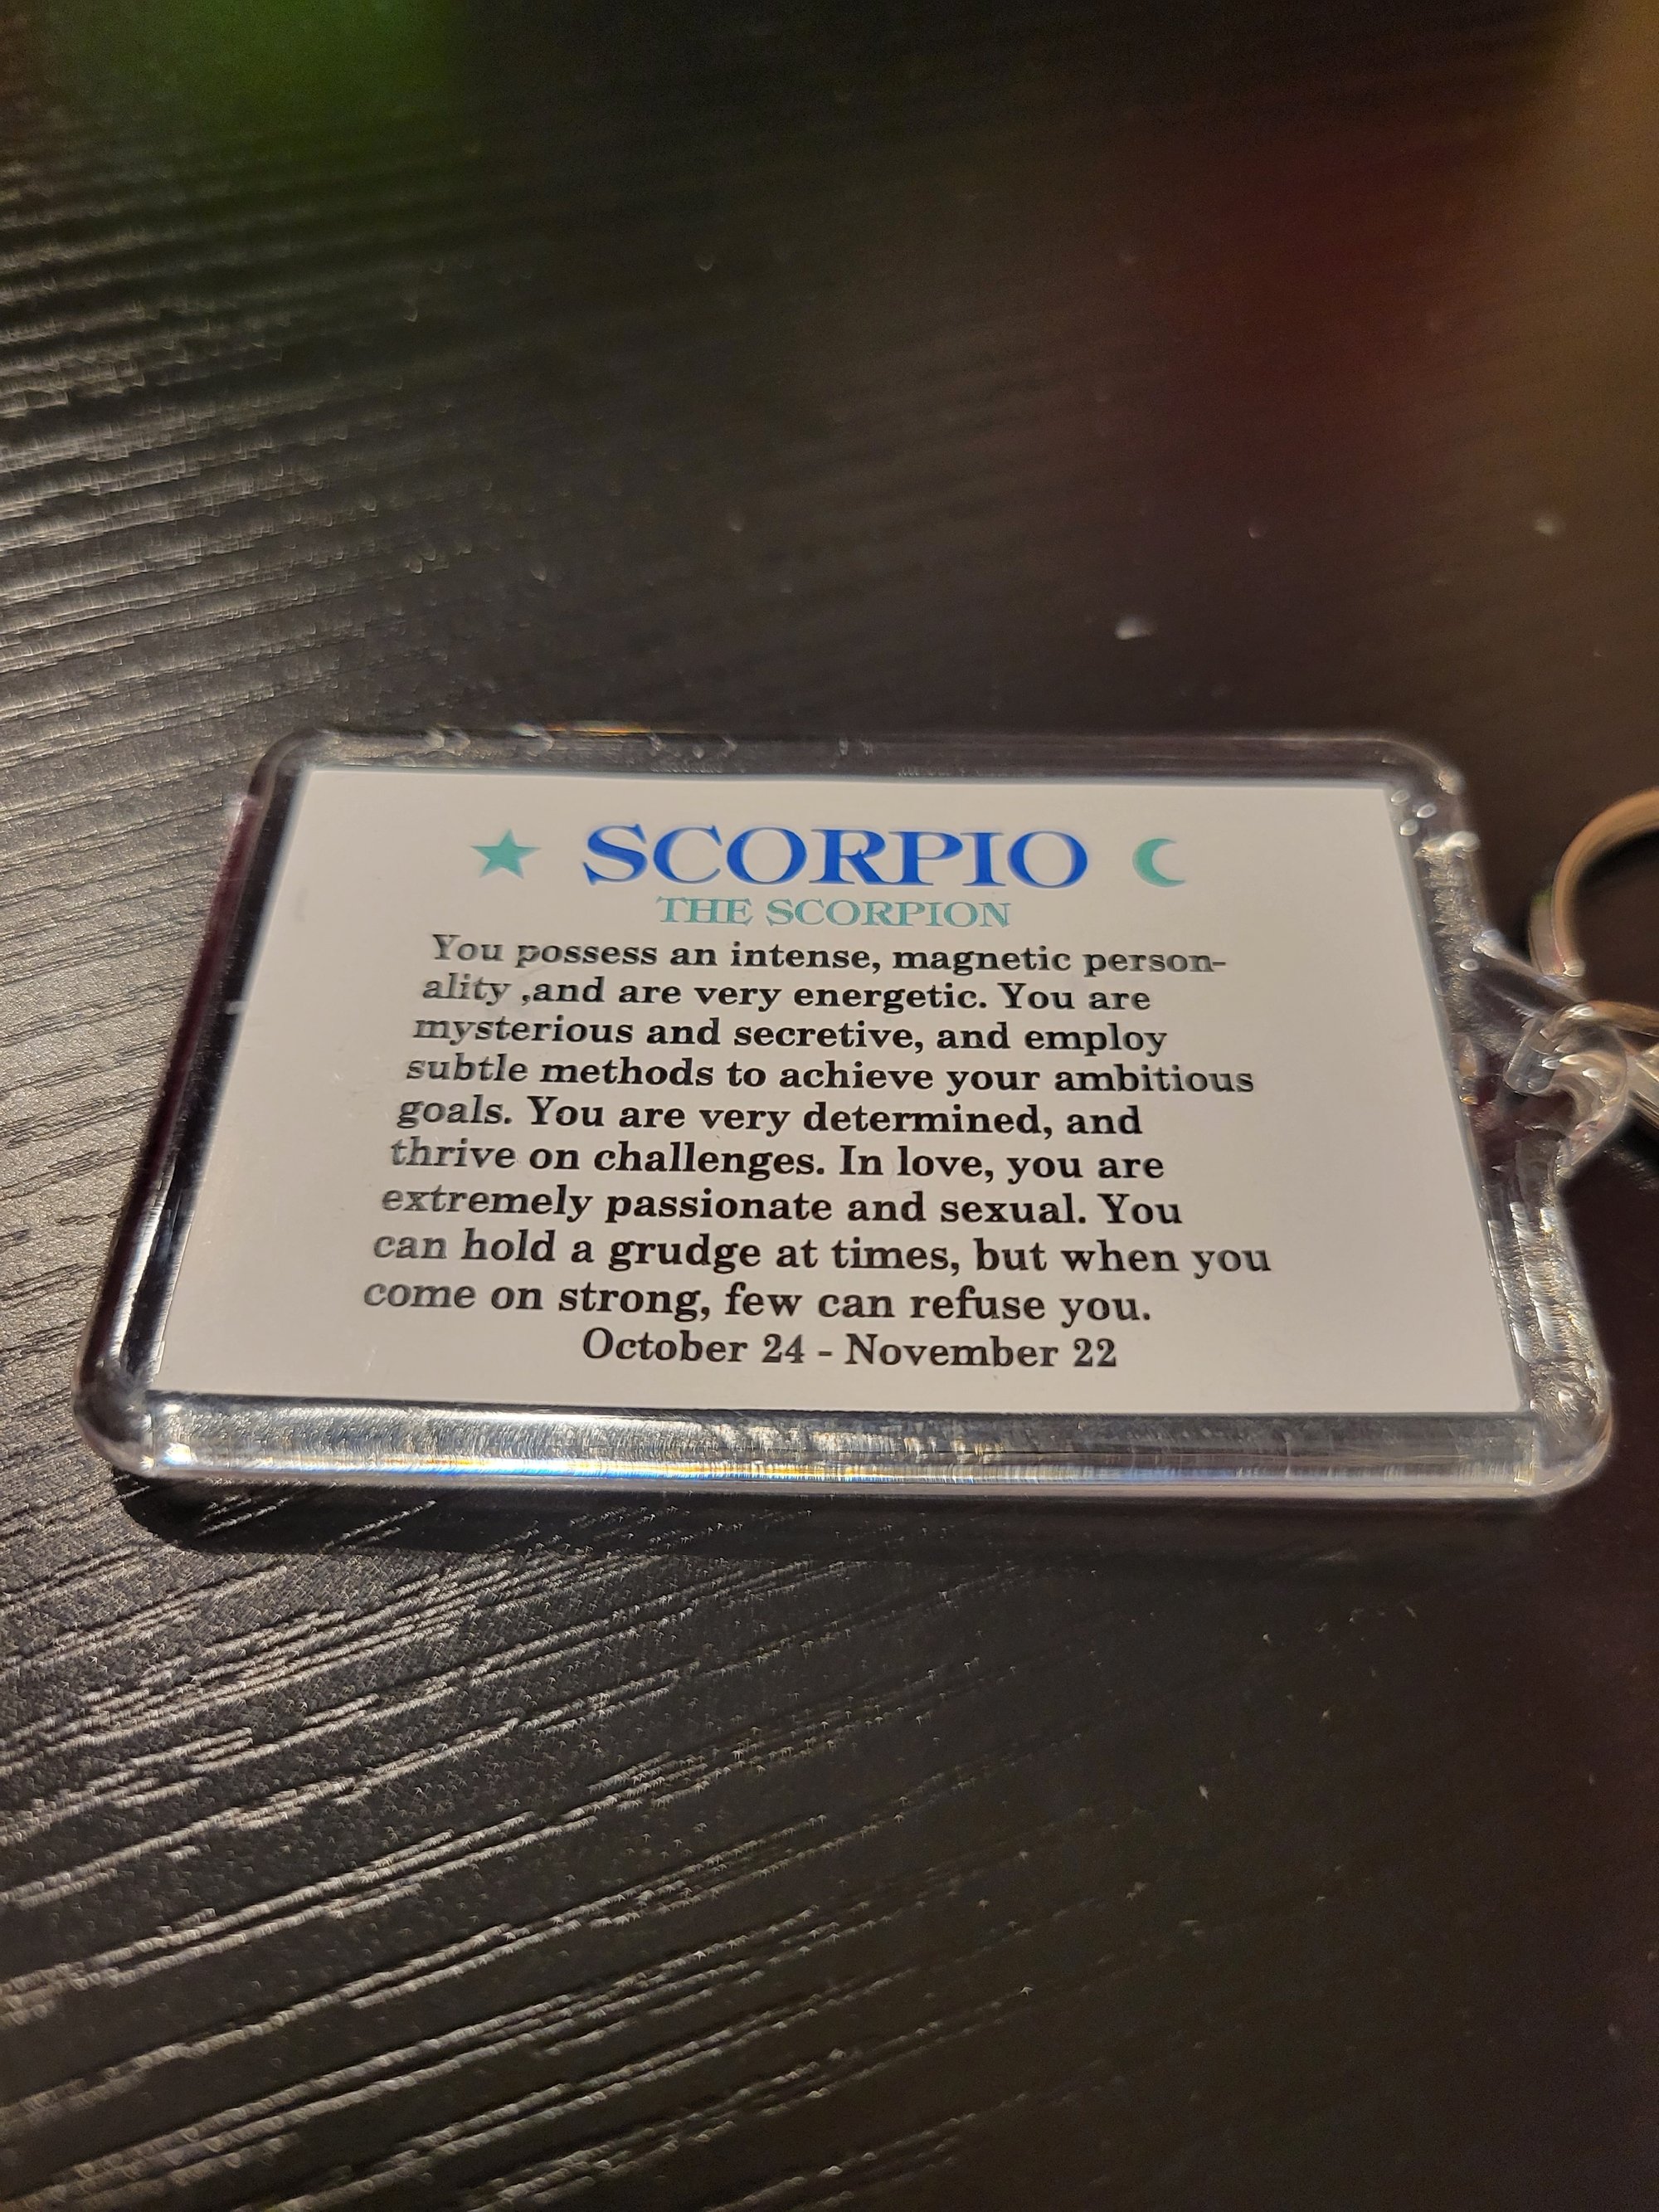 SCORPIO
THE SCORPION
You possess an intense, magnetic person-
ality ,and are very energetic. You are
mysterious and secretive, and employ
subtle methods to achieve your ambitious
goals. You are very determined, and
thrive on challenges. In love, you are
extremely passionate and sexual. You
can hold a grudge at times, but when you
come on strong, few can refuse you.
October 24 - November 22